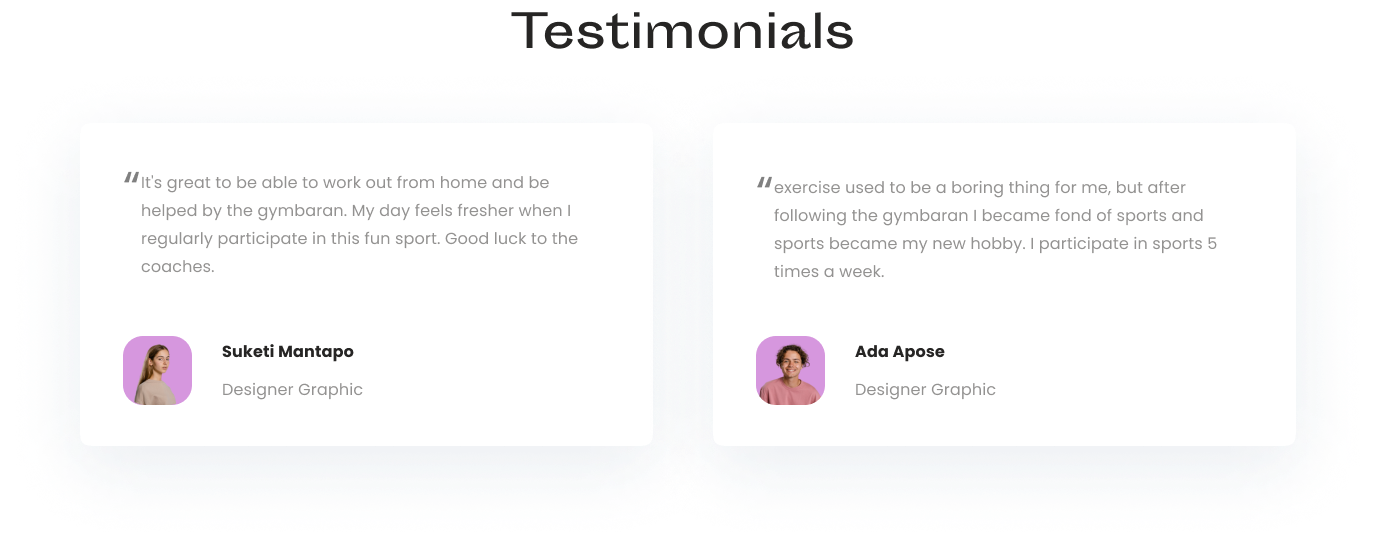 Testimonials
“It's great to be able to work out from home and be
helped by the gymbaran. My day feels fresher when I
regularly participate in this fun sport. Good luck to the
coaches.
Suketi Mantapo
Designer Graphic
“exercise used to be a boring thing for me, but after
following the gymbaran I became fond of sports and
sports became my new hobby. I participate in sports 5
times a week.
Ada Apose
Designer Graphic